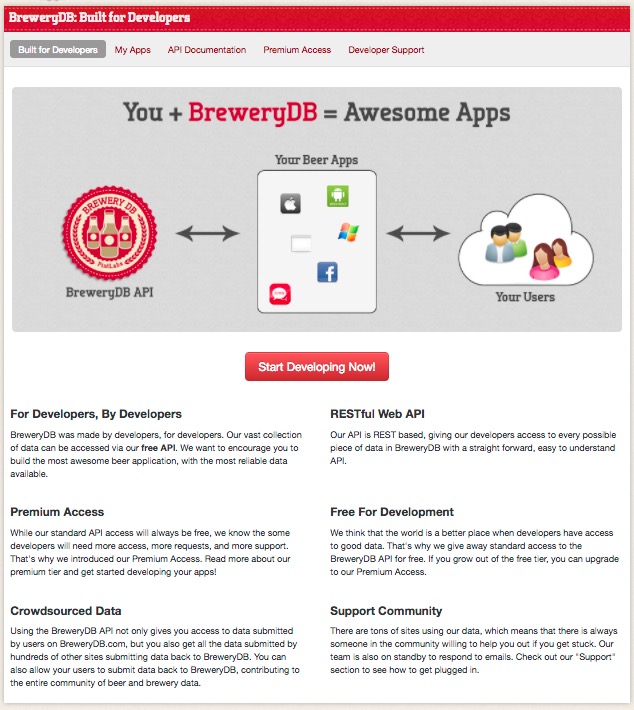 BreweryDB: Built for Developers
Built for Developers My Apps API Documentation Premium Access Developer Support
You + BreweryDB = Awesome Apps
Your Beer Apps
BREWERY DB
PintLabs
BreweryDB API
Your Users
Start Developing Now!
For Developers, By Developers
BreweryDB was made by developers, for developers. Our vast collection
of data can be accessed via our free API. We want to encourage you to
build the most awesome beer application, with the most reliable data
available.
RESTful Web API
Our API is REST based, giving our developers access to every possible
piece of data in BreweryDB with a straight forward, easy to understand
API.
Premium Access
While our standard API access will always be free, we know the some
developers will need more access, more requests, and more support.
That's why we introduced our Premium Access. Read more about our
premium tier and get started developing your apps!
Free For Development
We think that the world is a better place when developers have access
to good data. That's why we give away standard access to the
BreweryDB API for free. If you grow out of the free tier, you can upgrade
to our Premium Access.
Crowdsourced Data
Using the BreweryDB API not only gives you access to data submitted
by users on BreweryDB.com, but you also get all the data submitted by
hundreds of other sites submitting data back to BreweryDB. You can
also allow your users to submit data back to BreweryDB, contributing to
the entire community of beer and brewery data.
Support Community
There are tons of sites using our data, which means that there is always
someone in the community willing to help you out if you get stuck. Our
team is also on standby to respond to emails. Check out our "Support"
section to see how to get plugged in.